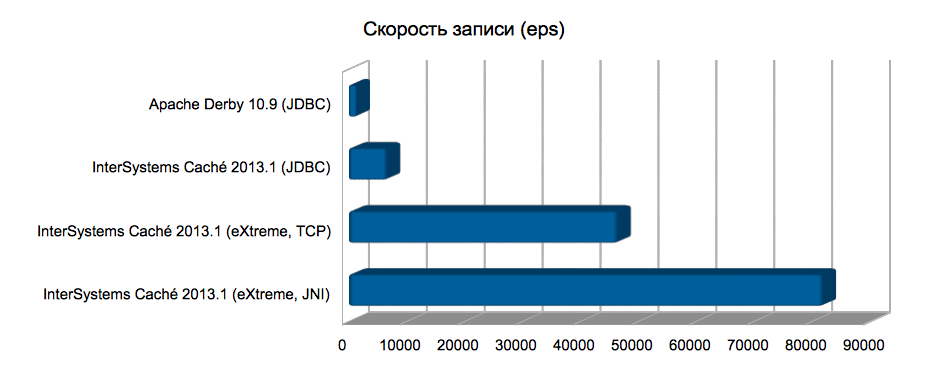 Скорость записи (eps)
Apache Derby 10.9 (JDBC)
InterSystems Caché 2013.1 (JDBC)
InterSystems Caché 2013.1 (eXtreme, TCP)
InterSystems Caché 2013.1 (eXtreme, JNI)
0 10000 20000 30000 40000 50000 60000 70000 80000 90000